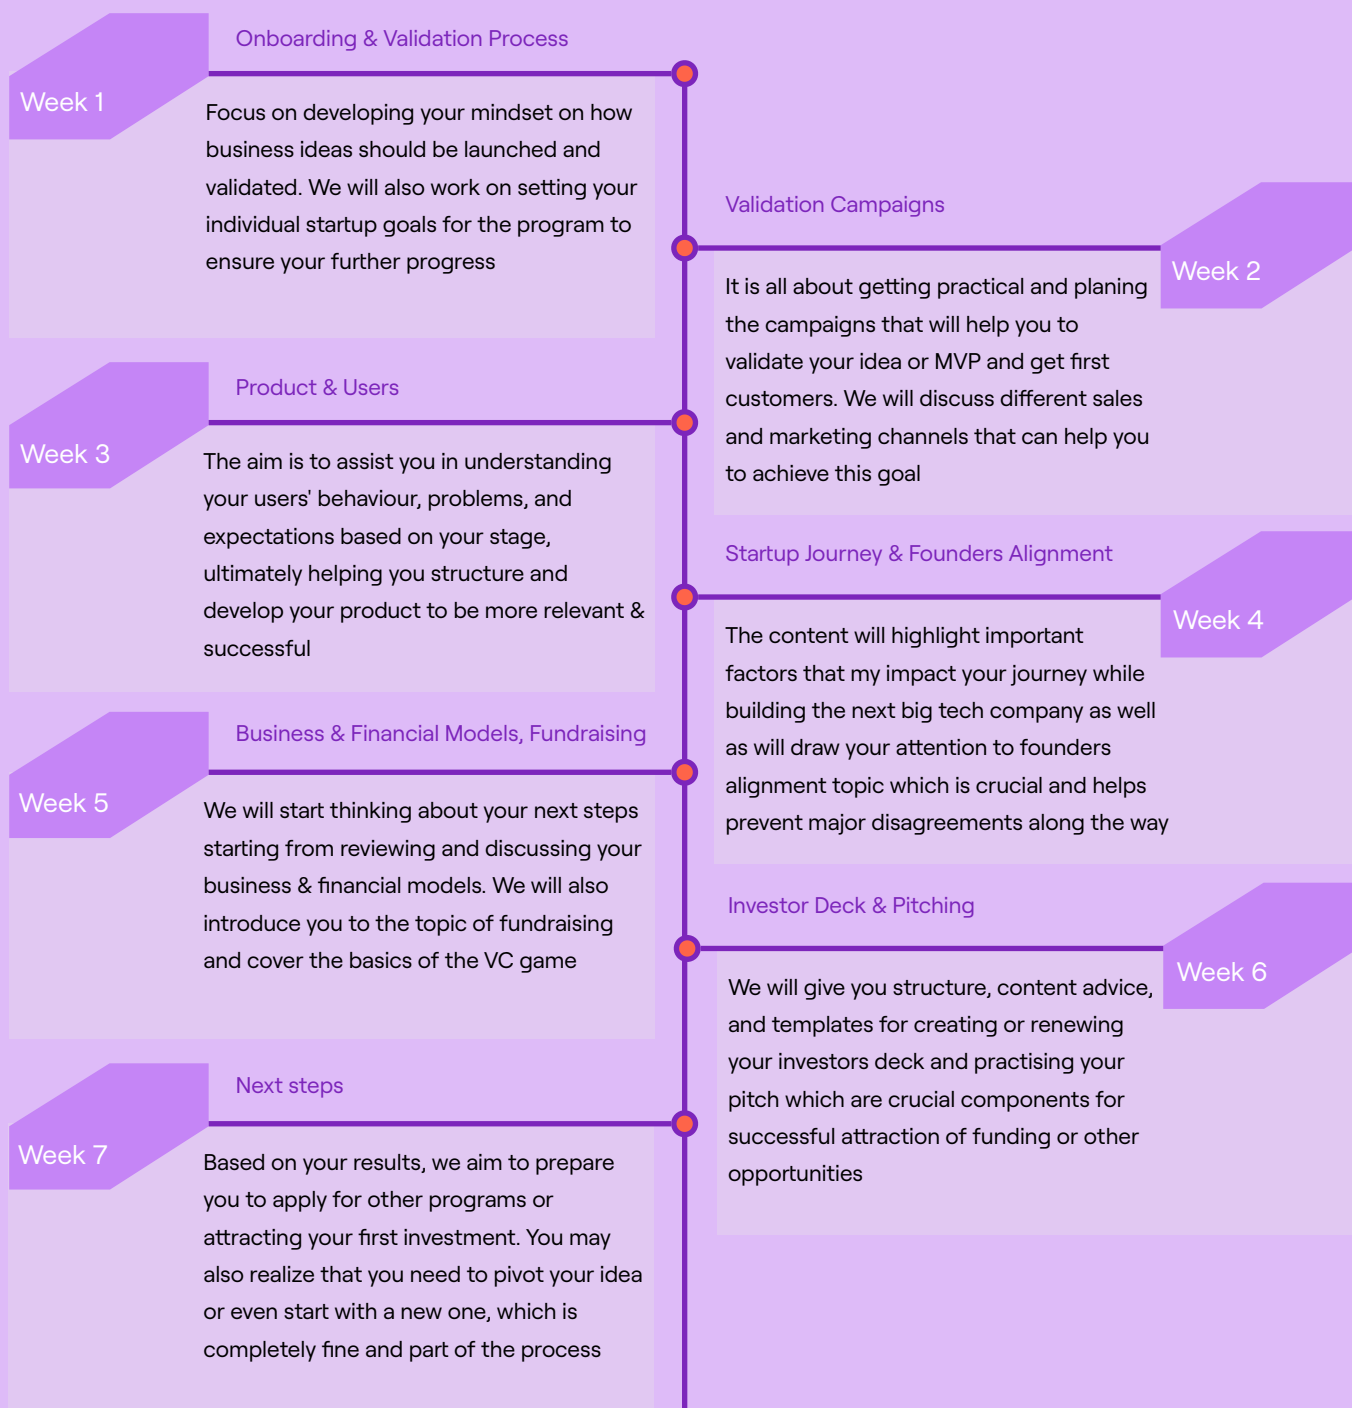 Onboarding & Validation Process
Week 1
Focus on developing your mindset on how
business ideas should be launched and
validated. We will also work on setting your
individual startup goals for the program to
ensure your further progress
Validation Campaigns
Week 2
It is all about getting practical and planing
the campaigns that will help you to
validate your idea or MVP and get first
customers. We will discuss different sales
and marketing channels that can help you
to achieve this goal
Product & Users
Week 3
The aim is to assist you in understanding
your users' behaviour, problems, and
expectations based on your stage,
ultimately helping you structure and
develop your product to be more relevant &
successful
Startup Journey & Founders Alignment
Week 4
The content will highlight important
factors that my impact your journey while
building the next big tech company as well
as will draw your attention to founders
alignment topic which is crucial and helps
prevent major disagreements along the way
Business & Financial Models, Fundraising
Week 5
We will start thinking about your next steps
starting from reviewing and discussing your
business & financial models. We will also
introduce you to the topic of fundraising
and cover the basics of the VC game
Investor Deck & Pitching
Week 6
We will give you structure, content advice,
and templates for creating or renewing
your investors deck and practising your
pitch which are crucial components for
successful attraction of funding or other
opportunities
Next steps
Week 7
Based on your results, we aim to prepare
you to apply for other programs or
attracting your first investment. You may
also realize that you need to pivot your idea
or even start with a new one, which is
completely fine and part of the process